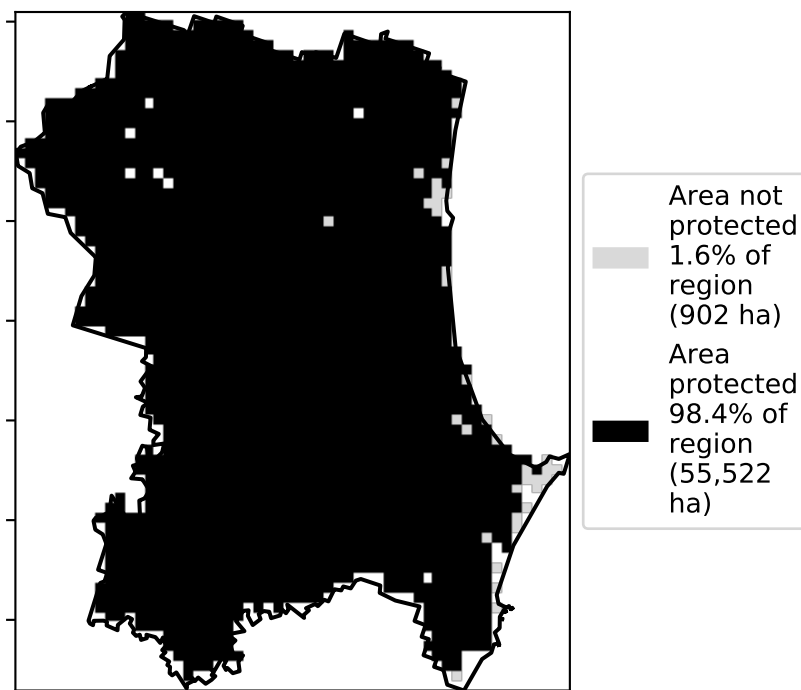 Area not
protected
1.6% of
region
(902 ha)
Area
protected
98.4% of
region
(55,522
ha)